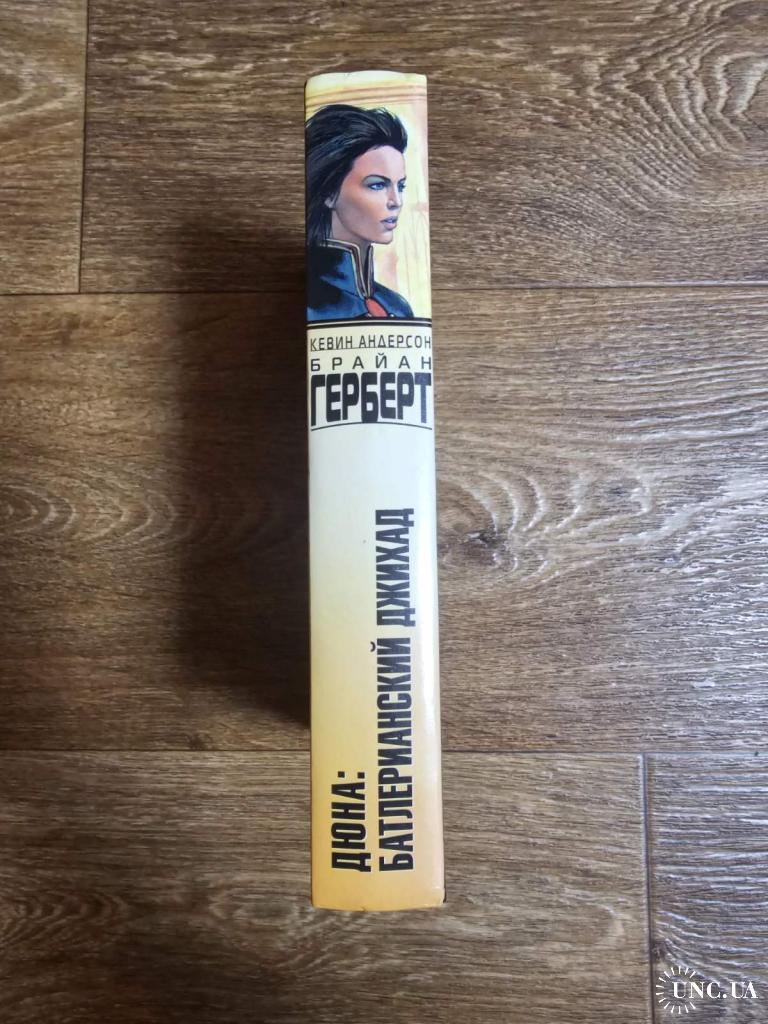 КЕВИН АНДЕРСОН
БРАЙАН
ГЕРБЕРТ
ДЮНА:
БАТЛЕРИАНСКИЙ ДЖИХАД
UNC.UA